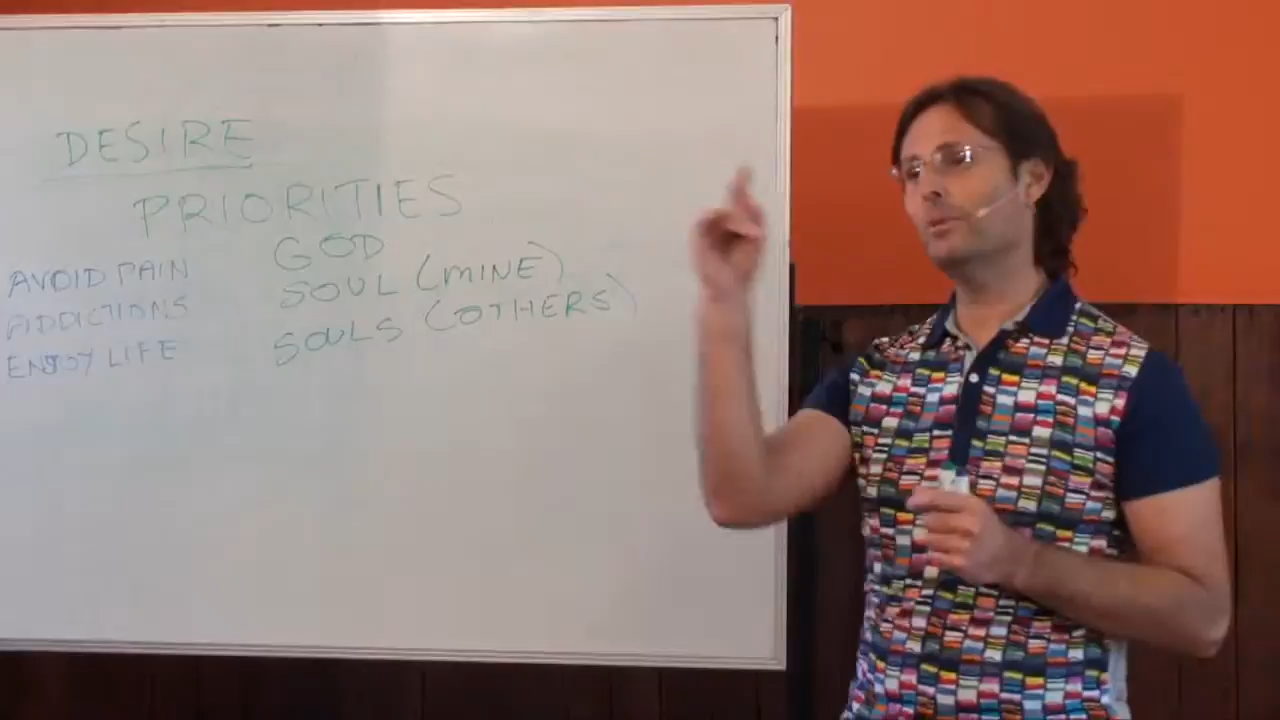 DESIRE
PRIORITIES
GOD
SOUL (MINE)
SOULS (OTHERS)
AVOID PAIN
ADDICTIONS
ENJOY LIFE